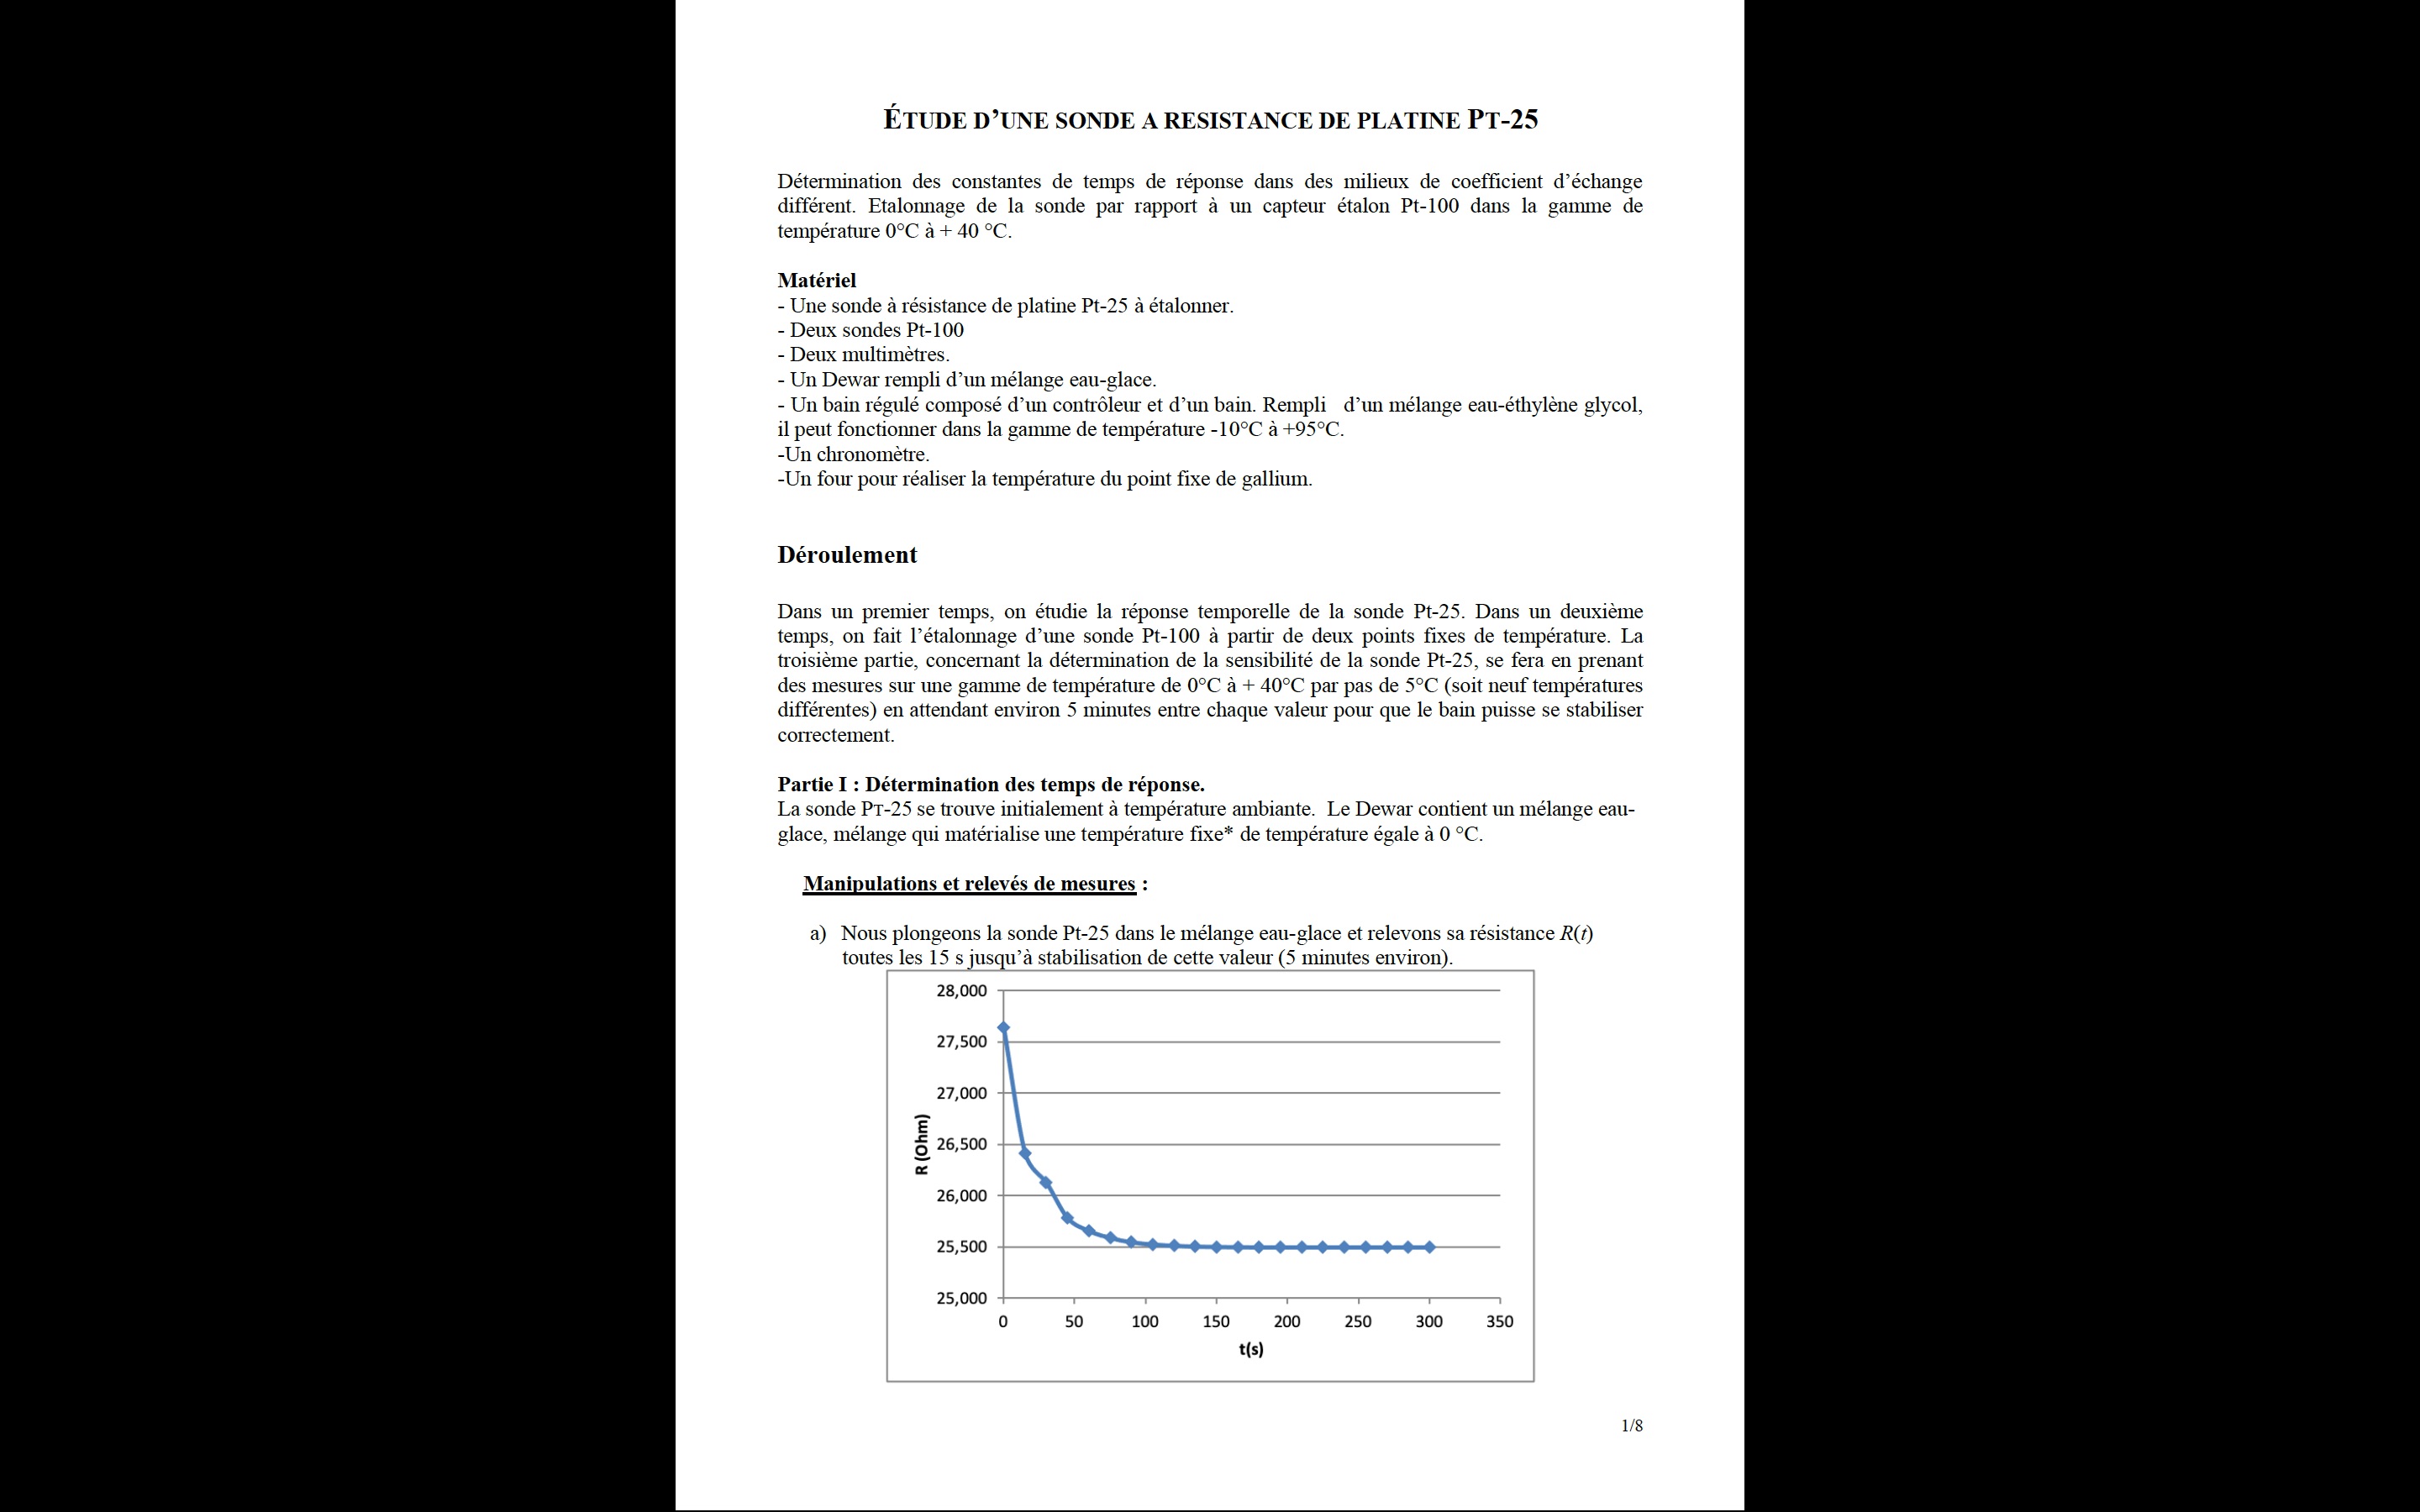 ÉTUDE D’UNE SONDE A RESISTANCE DE PLATINE PT-25
Détermination des constantes de temps de réponse dans des milieux de coefficient d’échange
différent. Etalonnage de la sonde par rapport à un capteur étalon Pt-100 dans la gamme de
température 0°C à + 40 °C.
Matériel
- Une sonde à résistance de platine Pt-25 à étalonner.
- Deux sondes Pt-100
- Deux multimètres.
- Un Dewar rempli d’un mélange eau-glace.
- Un bain régulé composé d’un contrôleur et d’un bain. Rempli d’un mélange eau-éthylène glycol,
il peut fonctionner dans la gamme de température -10°C à +95°C.
-Un chronomètre.
-Un four pour réaliser la température du point fixe de gallium.
Déroulement
Dans un premier temps, on étudie la réponse temporelle de la sonde Pt-25. Dans un deuxième
temps, on fait l’étalonnage d’une sonde Pt-100 à partir de deux points fixes de température. La
troisième partie, concernant la détermination de la sensibilité de la sonde Pt-25, se fera en prenant
des mesures sur une gamme de température de 0°C à + 40°C par pas de 5°C (soit neuf températures
différentes) en attendant environ 5 minutes entre chaque valeur pour que le bain puisse se stabiliser
correctement.
Partie I : Détermination des temps de réponse.
La sonde PT-25 se trouve initialement à température ambiante. Le Dewar contient un mélange eau-
glace, mélange qui matérialise une température fixe* de température égale à 0 °C.
Manipulations et relevés de mesures :
a) Nous plongeons la sonde Pt-25 dans le mélange eau-glace et relevons sa résistance R(t)
toutes les 15 s jusqu’à stabilisation de cette valeur (5 minutes environ).
28,000
27,500
27,000
26,500
26,000
25,500
25,000
R (Ohm)
0 50 100 150 200 250 300 350
t(s)
1/8